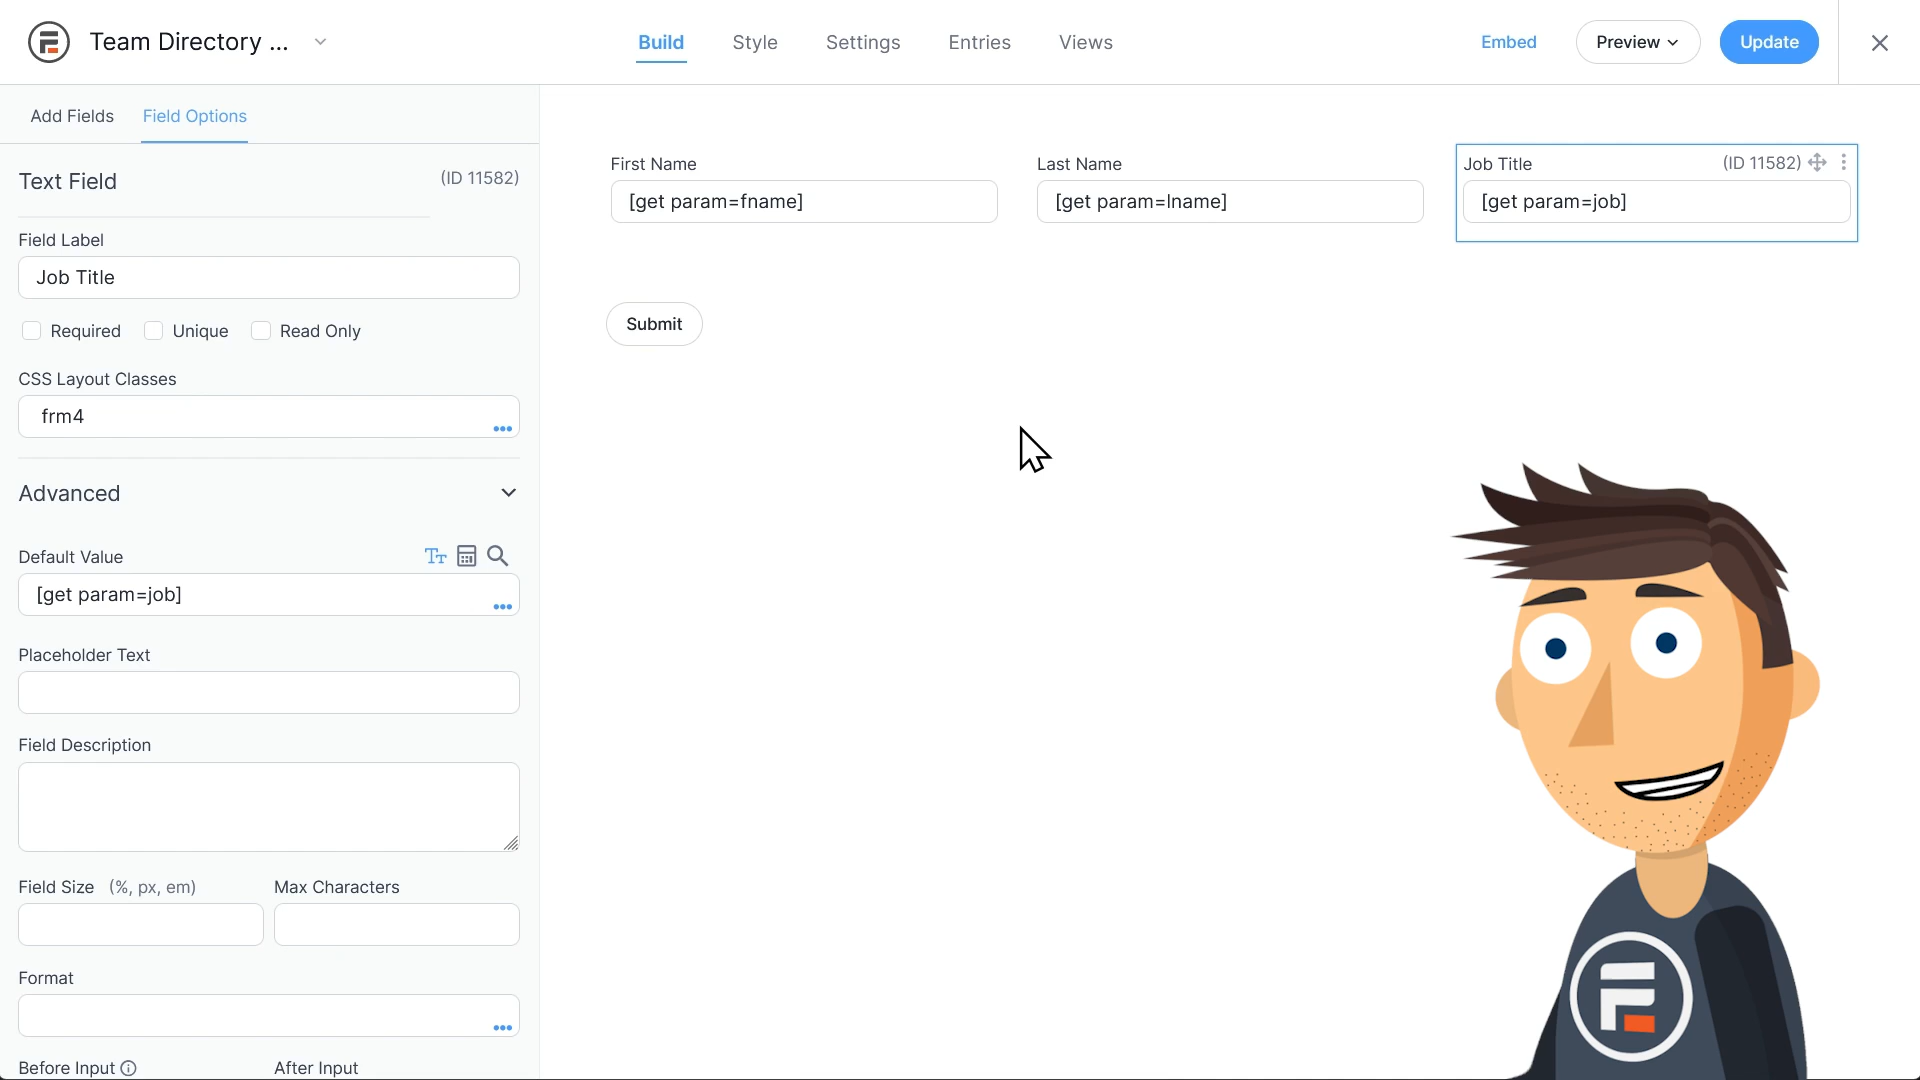 Team Directory ...
Build
Style
Settings
Entries
Views
Embed
Preview
Update
Add Fields
Field Options
Text Field
(ID 11582)
Field Label
Job Title
Required
Unique
Read Only
CSS Layout Classes
frm4
Advanced
Default Value
[get param=job]
Placeholder Text
Field Description
Field Size (%, px, em)
Max Characters
Format
Before Input
After Input
First Name
[get param=fname]
Last Name
[get param=lname]
Job Title
(ID 11582)
[get param=job]
Submit